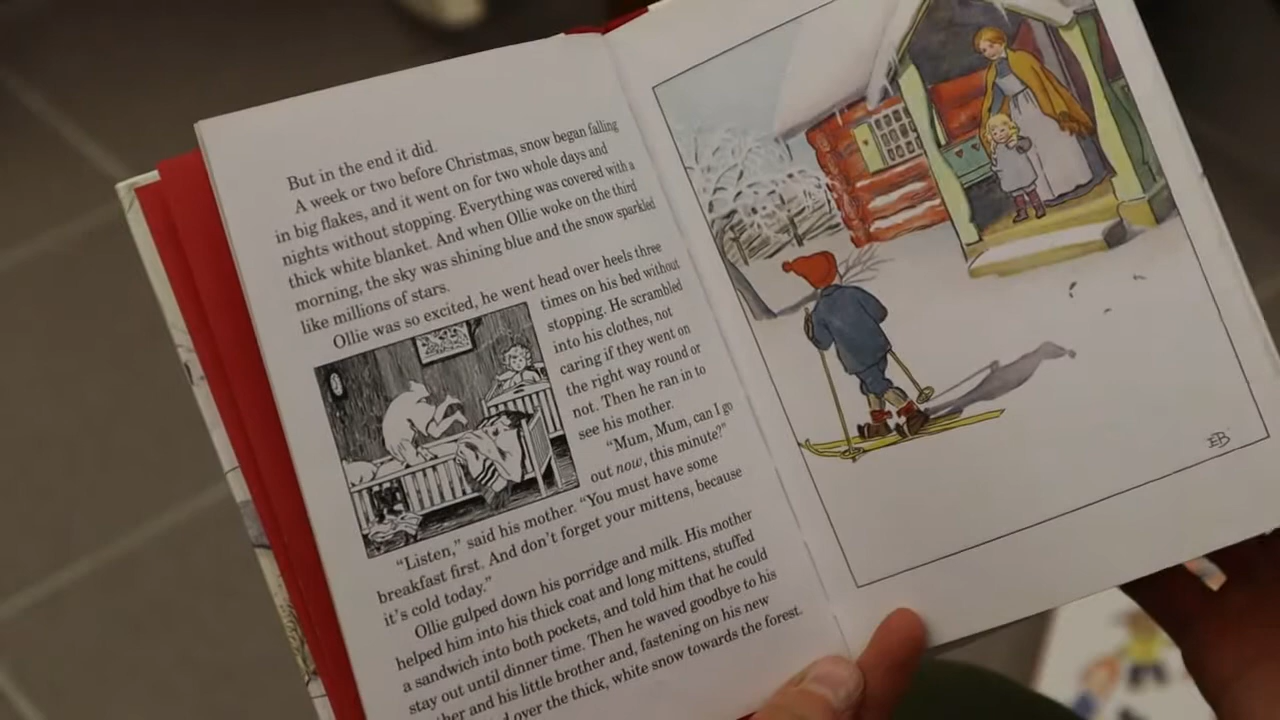 But in the end it did.
A week or two before Christmas, snow began falling
in big flakes, and it went on for two whole days and
nights without stopping. Everything was covered with a
thick white blanket. And when Ollie woke on the third
morning, the sky was shining blue and the snow sparkled
like millions of stars.
Ollie was so excited, he went head over heels three
times on his bed without
stopping. He scrambled
into his clothes, not
caring if they went on
the right way round or
not. Then he ran in to
see his mother.
“Mum, Mum, can I go
out now, this minute?”
“Listen,” said his mother. “You must have some
breakfast first. And don’t forget your mittens, because
it’s cold today.”
Ollie gulped down his porridge and milk. His mother
helped him into his thick coat and long mittens, stuffed
a sandwich into both pockets, and told him that he could
stay out until dinner time. Then he waved goodbye to his
and his little brother and, fastening on his new
over the thick, white snow towards the forest.
EB